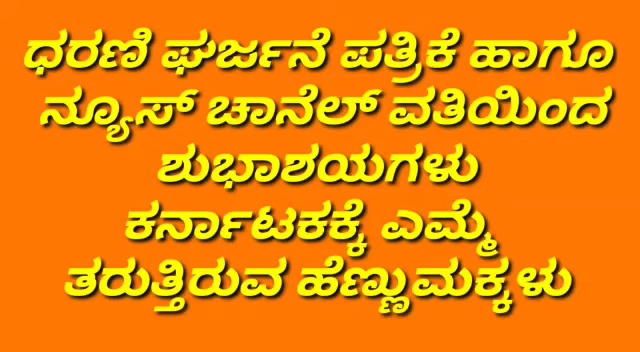 ಧರಣಿ ಘರ್ಜನೆ ಪತ್ರಿಕೆ ಹಾಗೂ
ನ್ಯೂಸ್ ಚಾನೆಲ್ ವತಿಯಿಂದ
ಶುಭಾಶಯಗಳು
ಕರ್ನಾಟಕಕ್ಕೆ ಎಮ್ಮೆ
ತರುತ್ತಿರುವ ಹೆಣ್ಣುಮಕ್ಕಳು